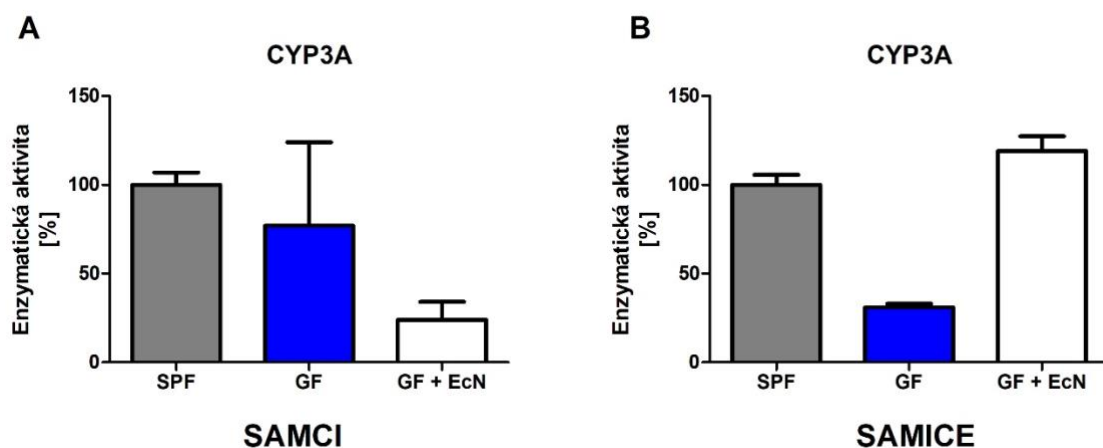 A
CYP3A
Enzymatická aktivita
[%]
150
100
50
0
SPF
GF
GF + EcN
SAMCI
B
CYP3A
Enzymatická aktivita
[%]
150
100
50
0
SPF
GF
GF + EcN
SAMICE